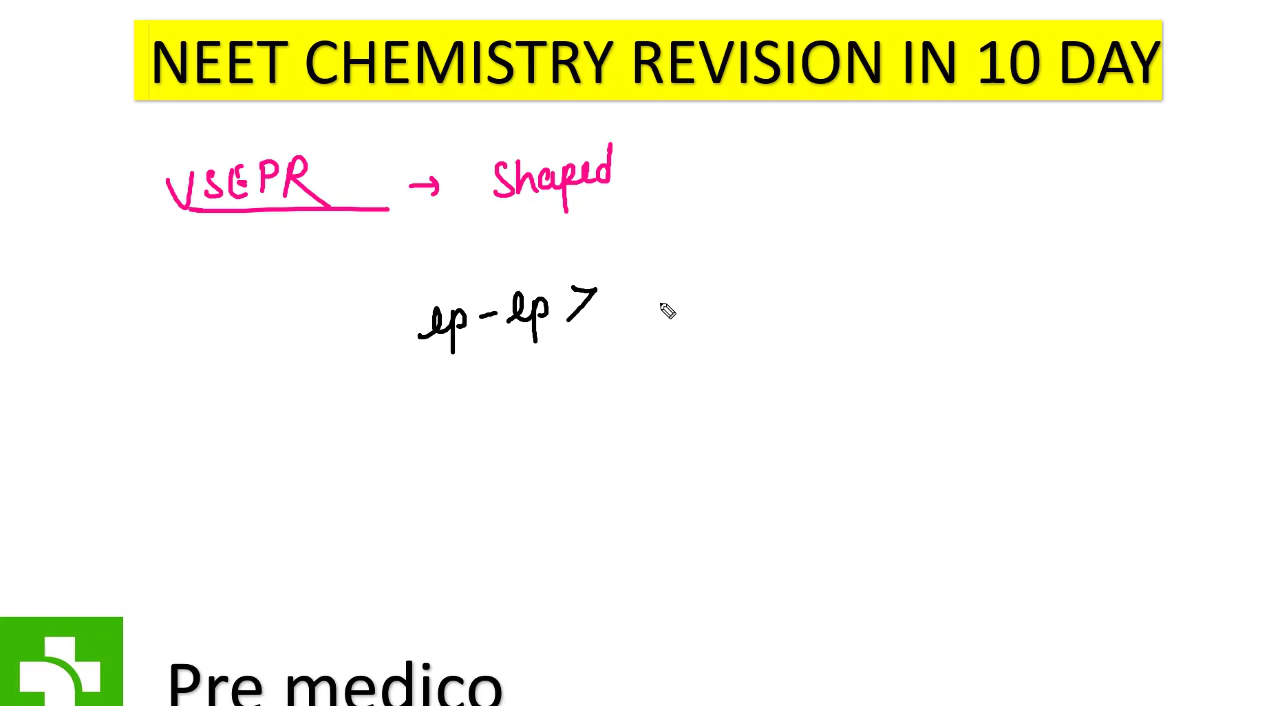 NEET CHEMISTRY REVISION IN 10 DAY
VSEPR → Shaped
lp - lp >
Pre medico